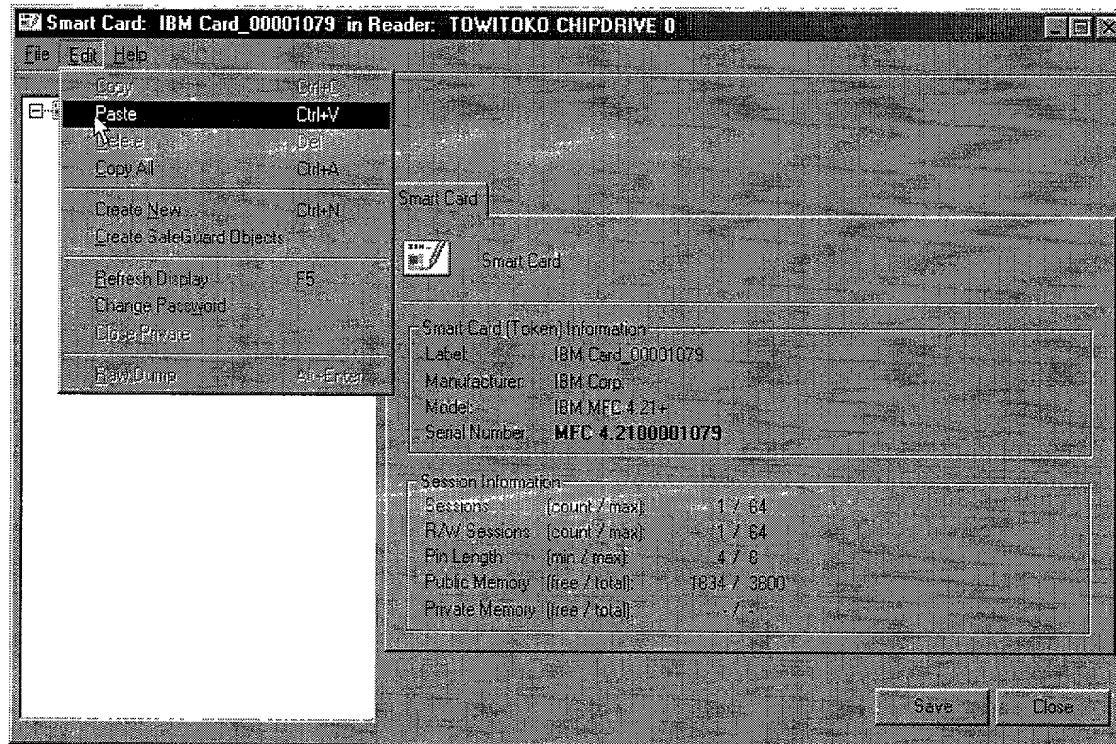 Smart Card: IBM Card_00001079 in Reader: TOWITOKO CHIPDRIVE 0
File Edit Help
Copy Ctrl+C
Paste Ctrl+V
Delete Del
Copy All Ctrl+A
Create New... Ctrl+N
Create SafeGuard Objects
Refresh Display F5
Change Password
Close Private
Raw Dump Alt+Enter
Smart Card
Smart Card
Smart Card (Token) Information
Label: IBM Card_00001079
Manufacturer: IBM Corp.
Model: IBM MFC 4.21+
Serial Number: MFC 4.2100001079
Session Information
Sessions (count / max): 1 / 64
R/W Sessions (count / max): 1 / 64
Pin Length (min / max): 4 / 8
Public Memory (free / total): 1834 / 3800
Private Memory (free / total): - / -
Save Close